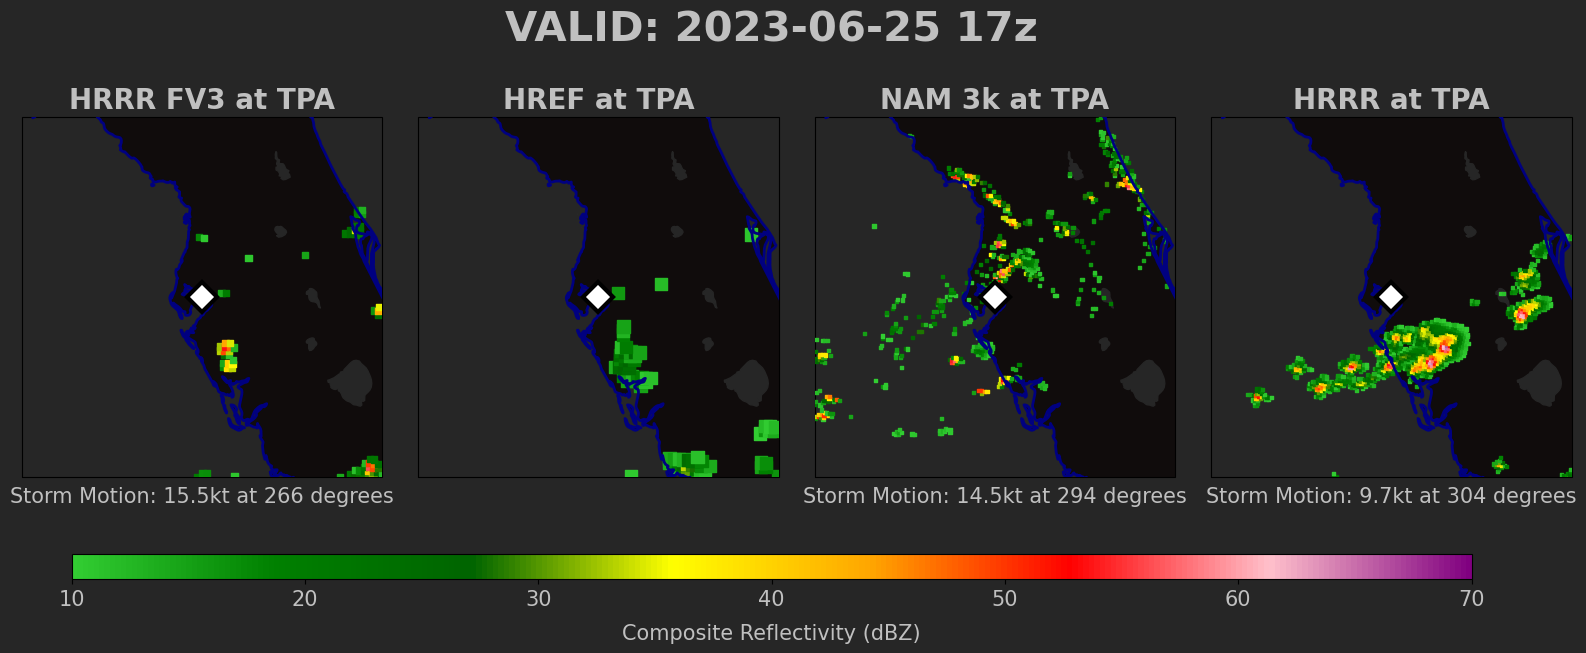 VALID: 2023-06-25 17z
HRRR FV3 at TPA
HREF at TPA
NAM 3k at TPA
HRRR at TPA
Storm Motion: 15.5kt at 266 degrees
Storm Motion: 14.5kt at 294 degrees
Storm Motion: 9.7kt at 304 degrees
10 20 30 40 50 60 70
Composite Reflectivity (dBZ)